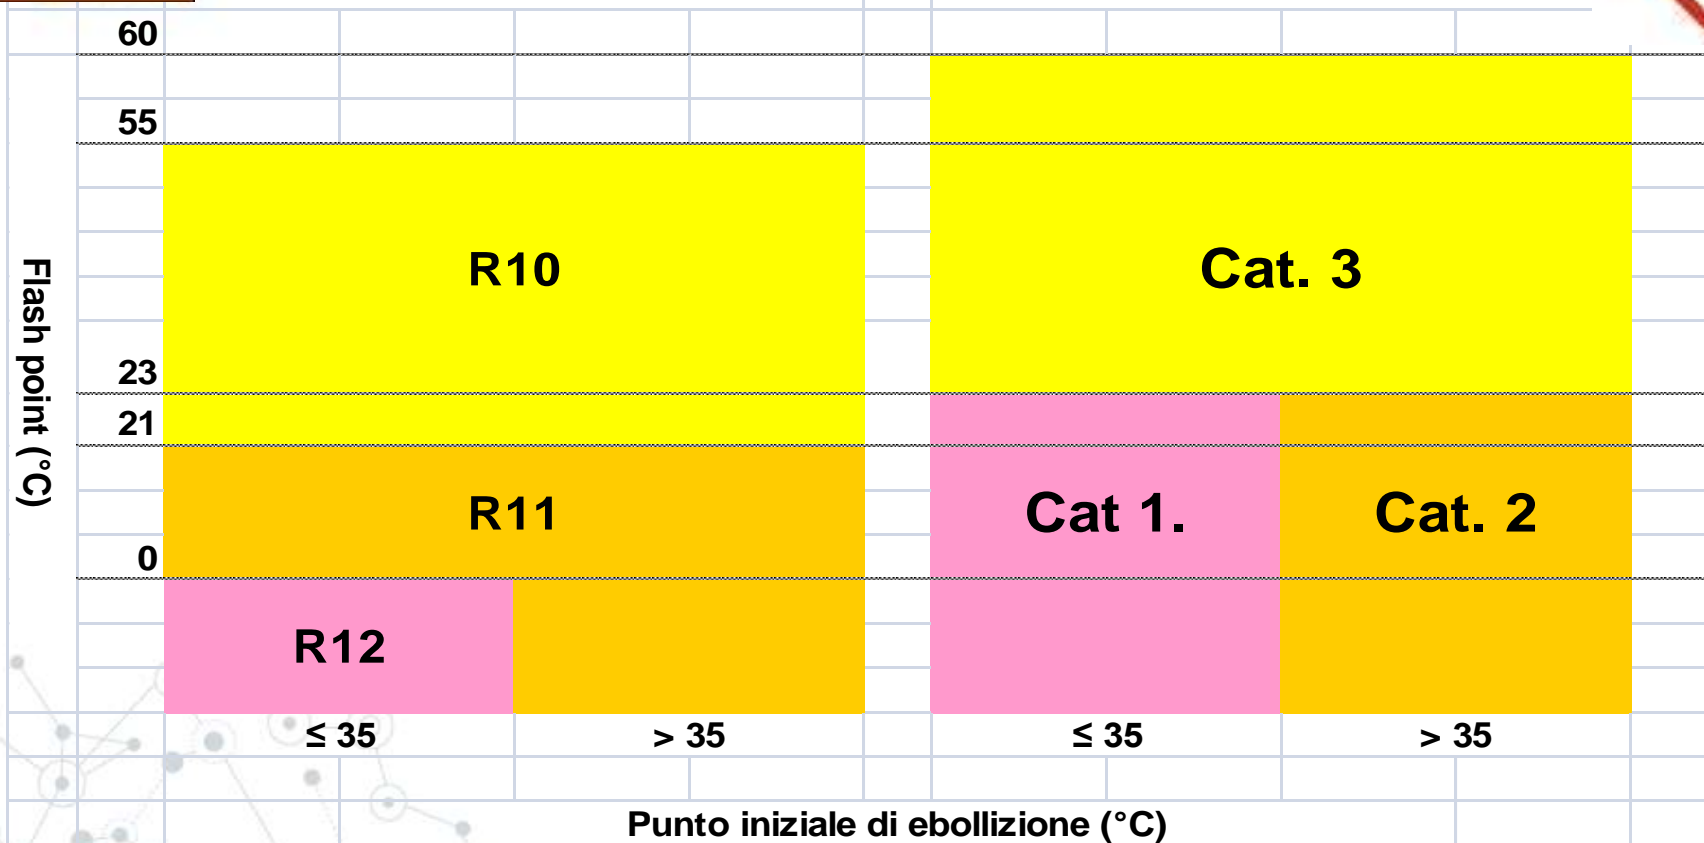 60
55
R10
Cat. 3
Flash point (°C)
23
21
R11
Cat 1.
Cat. 2
0
R12
≤ 35
> 35
≤ 35
> 35
Punto iniziale di ebollizione (°C)